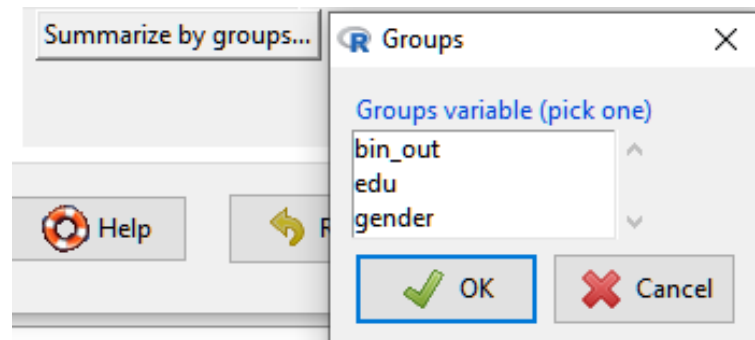 Summarize by groups...
Groups
Groups variable (pick one)
bin_out
edu
gender
Help
OK
Cancel